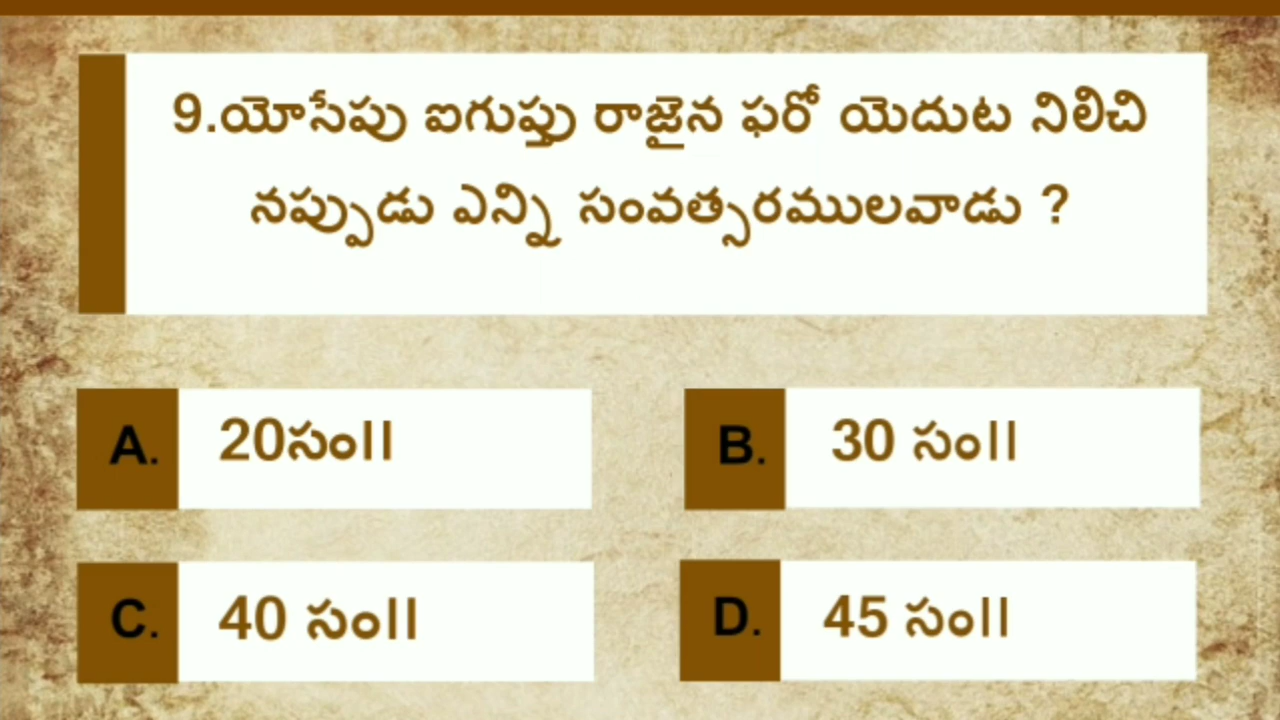 9.యోసేపు ఐగుప్తు రాజైన ఫరో యెదుట నిలిచి
నప్పుడు ఎన్ని సంవత్సరములవాడు ?
A. 20సం||
B. 30 సం||
C. 40 సం||
D. 45 సం||